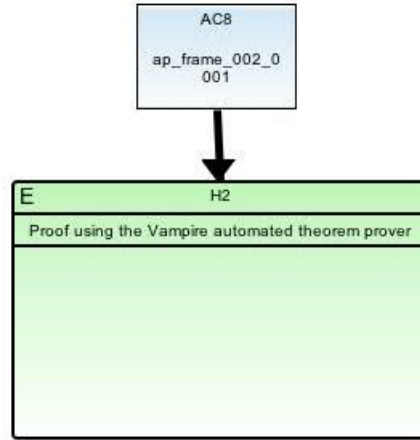 AC8
ap_frame_002_0
001
E
H2
Proof using the Vampire automated theorem prover